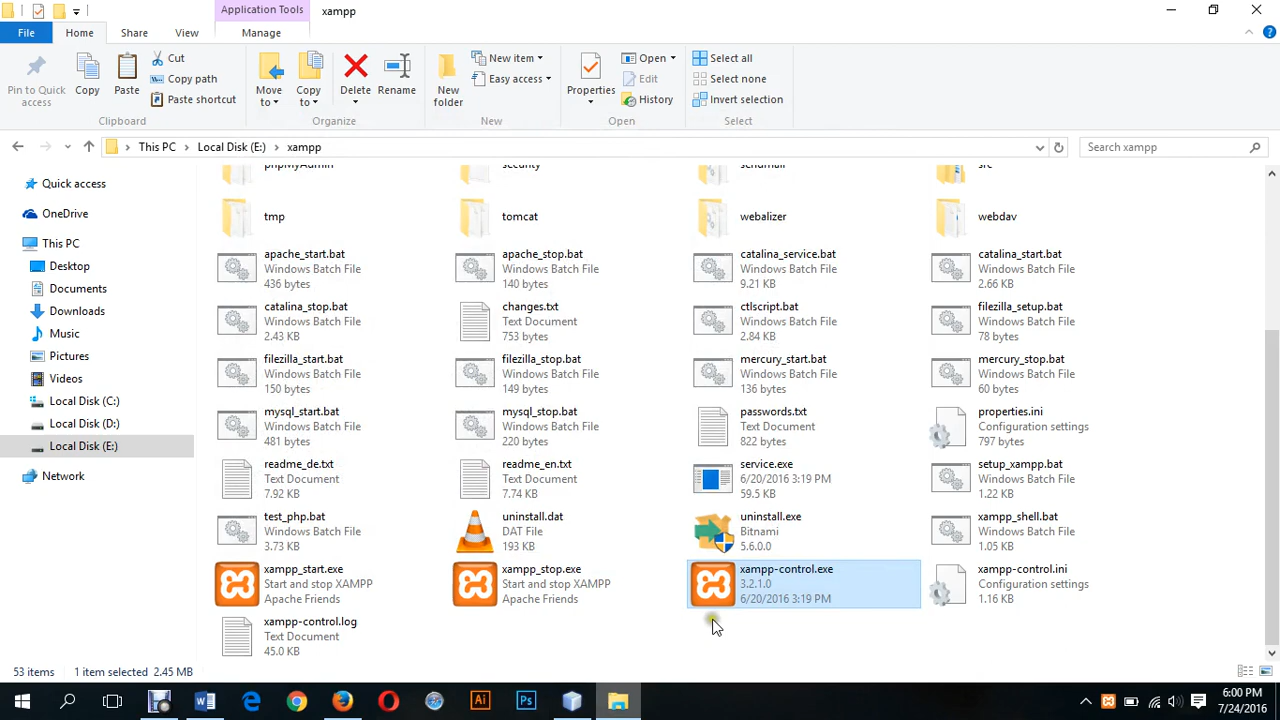 Application Tools
xampp
File
Home
Share
View
Manage
Pin to Quick
access
Copy
Paste
Cut
Copy path
Paste shortcut
Clipboard
Move
to
Copy
to
Delete
Rename
Organize
New
folder
New item
Easy access
New
Properties
Open
Edit
History
Open
Select all
Select none
Invert selection
Select
This PC
Local Disk (E:)
xampp
Search xampp
Quick access
OneDrive
This PC
Desktop
Documents
Downloads
Music
Pictures
Videos
Local Disk (C:)
Local Disk (D:)
Local Disk (E:)
Network
phpMyAdmin
security
sendmail
src
tmp
tomcat
webalizer
webdav
apache_start.bat
Windows Batch File
436 bytes
apache_stop.bat
Windows Batch File
140 bytes
catalina_service.bat
Windows Batch File
9.21 KB
catalina_start.bat
Windows Batch File
2.66 KB
catalina_stop.bat
Windows Batch File
2.43 KB
changes.txt
Text Document
753 bytes
ctlscript.bat
Windows Batch File
2.84 KB
filezilla_setup.bat
Windows Batch File
78 bytes
filezilla_start.bat
Windows Batch File
150 bytes
filezilla_stop.bat
Windows Batch File
149 bytes
mercury_start.bat
Windows Batch File
136 bytes
mercury_stop.bat
Windows Batch File
60 bytes
mysql_start.bat
Windows Batch File
481 bytes
mysql_stop.bat
Windows Batch File
220 bytes
passwords.txt
Text Document
822 bytes
properties.ini
Configuration settings
797 bytes
readme_de.txt
Text Document
7.92 KB
readme_en.txt
Text Document
7.74 KB
service.exe
6/20/2016 3:19 PM
59.5 KB
setup_xampp.bat
Windows Batch File
1.22 KB
test_php.bat
Windows Batch File
3.73 KB
uninstall.dat
DAT File
193 KB
uninstall.exe
Bitnami
5.6.0.0
xampp_shell.bat
Windows Batch File
1.05 KB
xampp_start.exe
Start and stop XAMPP
Apache Friends
xampp_stop.exe
Start and stop XAMPP
Apache Friends
xampp-control.exe
3.2.1.0
6/20/2016 3:19 PM
xampp-control.ini
Configuration settings
1.16 KB
xampp-control.log
Text Document
45.0 KB
53 items
1 item selected 2.45 MB
Ai
Ps
6:00 PM
7/24/2016